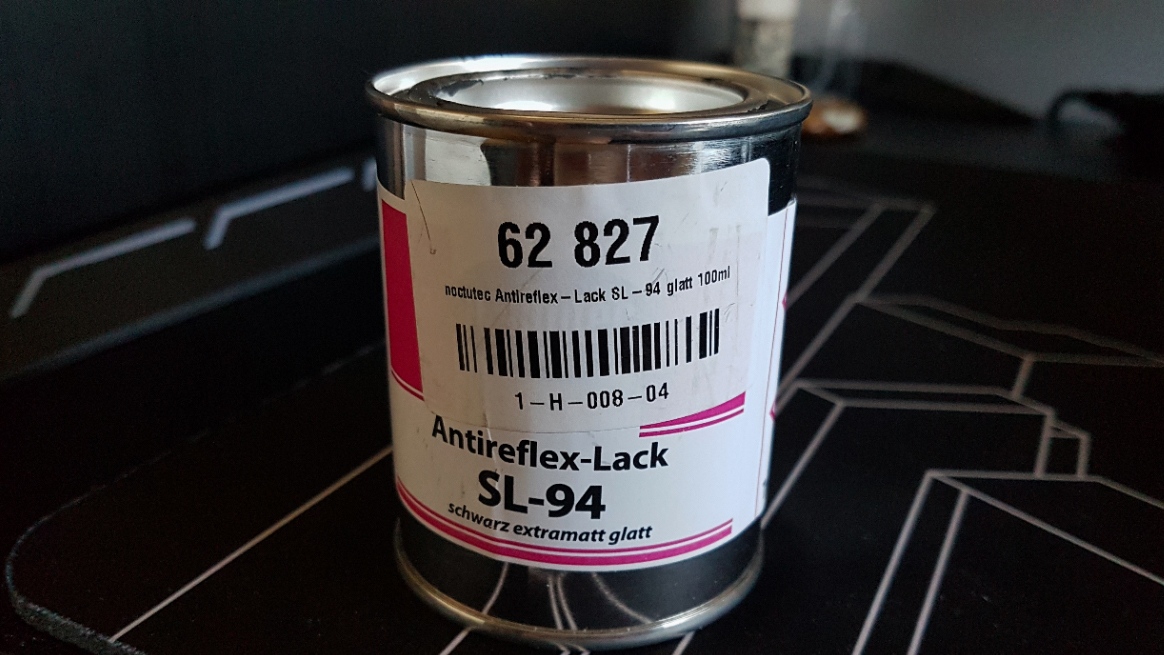 62 827
noctutec Antireflex-Lack SL-94 glatt 100ml
1-H-008-04
Antireflex-Lack
SL-94
schwarz extramatt glatt